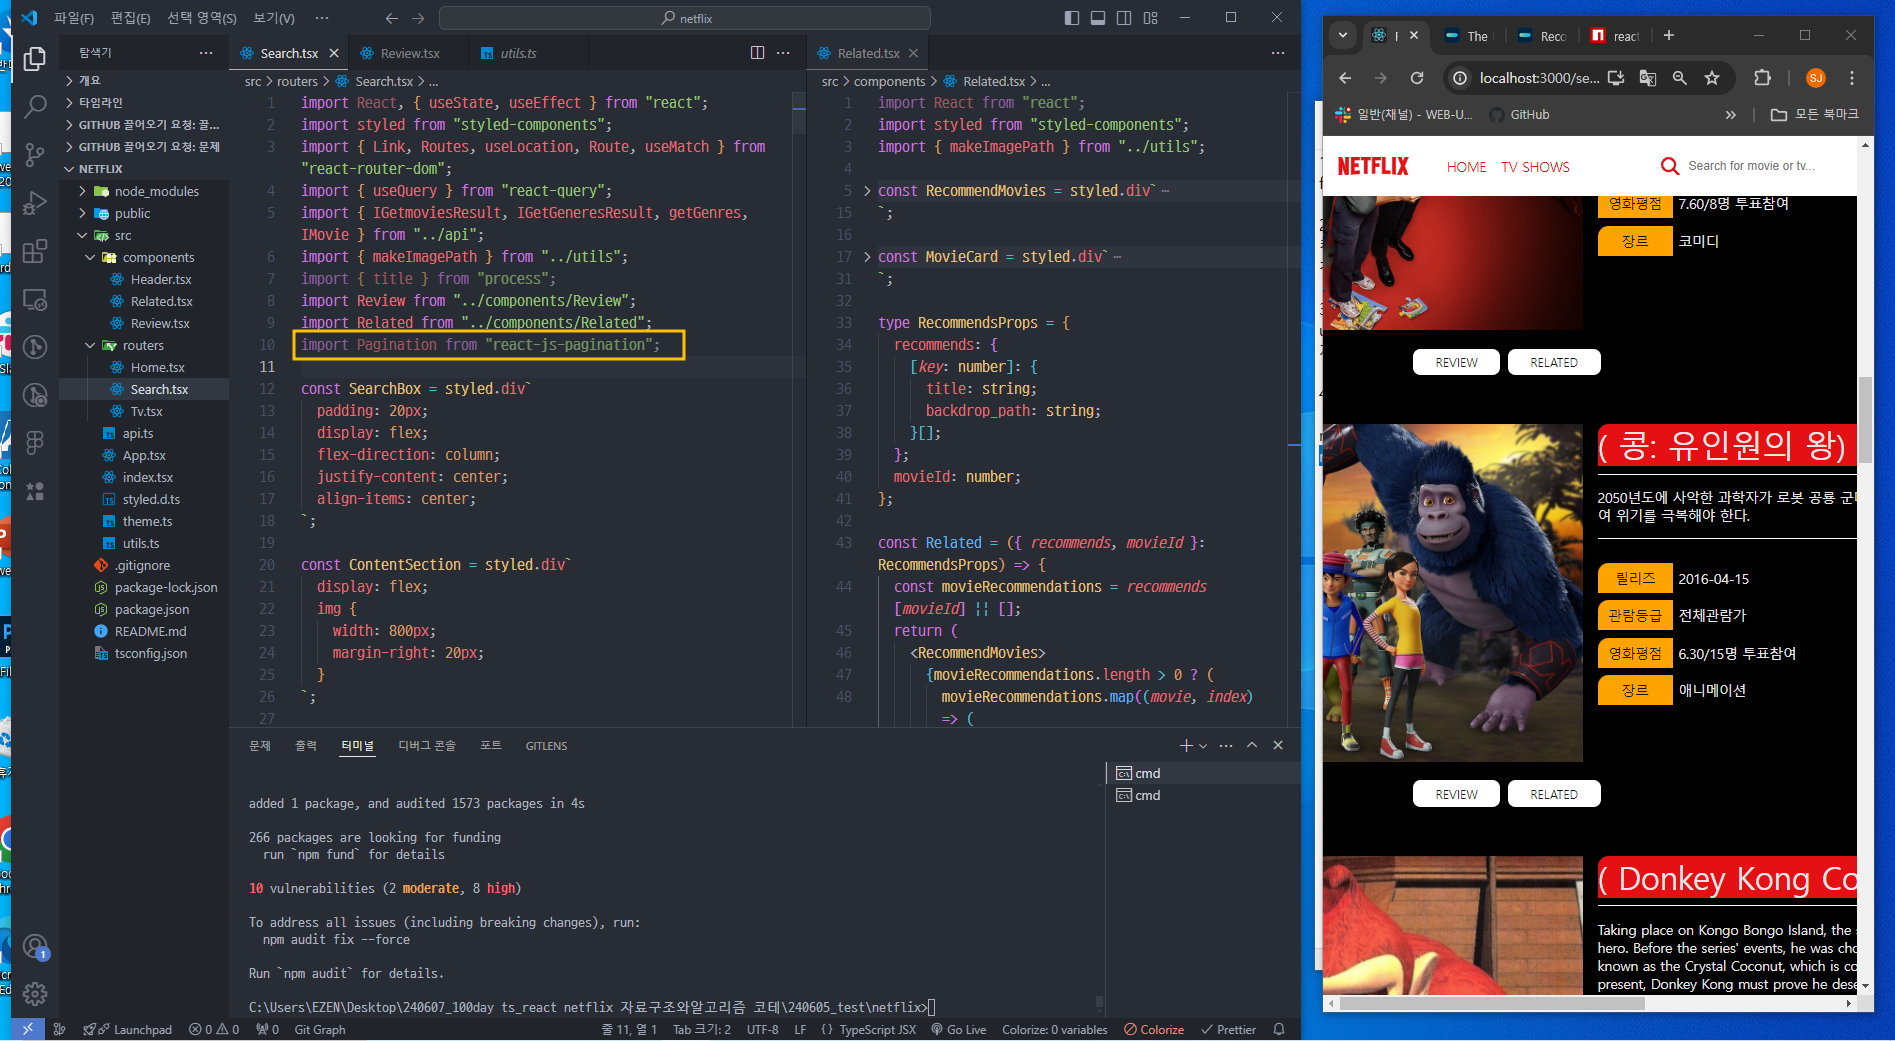 파일(F) 편집(E) 선택 영역(S) 보기(V) ···
netflix
탐색기
개요
타임라인
GITHUB 끌어오기 요청: 끌...
GITHUB 끌어오기 요청: 문제
NETFLIX
node_modules
public
src
components
Header.tsx
Related.tsx
Review.tsx
routers
Home.tsx
Search.tsx
Tv.tsx
api.ts
App.tsx
index.tsx
styled.d.ts
theme.ts
utils.ts
.gitignore
package-lock.json
package.json
README.md
tsconfig.json
Search.tsx Review.tsx utils.ts
src > routers > Search.tsx > ...
1 import React, { useState, useEffect } from "react";
2 import styled from "styled-components";
3 import { Link, Routes, useLocation, Route, useMatch } from
"react-router-dom";
4 import { useQuery } from "react-query";
5 import { IGetmoviesResult, IGetGeneresResult, getGenres,
IMovie } from "../api";
6 import { makeImagePath } from "../utils";
7 import { title } from "process";
8 import Review from "../components/Review";
9 import Related from "../components/Related";
10 import Pagination from "react-js-pagination";
11
12 const SearchBox = styled.div`
13 padding: 20px;
14 display: flex;
15 flex-direction: column;
16 justify-content: center;
17 align-items: center;
18 `;
19
20 const ContentSection = styled.div`
21 display: flex;
22 img {
23 width: 800px;
24 margin-right: 20px;
25 }
26 `;
27
Related.tsx
src > components > Related.tsx > ...
1 import React from "react";
2 import styled from "styled-components";
3 import { makeImagePath } from "../utils";
4
5 const RecommendMovies = styled.div` ···
15 `;
16
17 const MovieCard = styled.div` ···
31 `;
32
33 type RecommendsProps = {
34 recommends: {
35 [key: number]: {
36 title: string;
37 backdrop_path: string;
38 }[];
39 };
40 movieId: number;
41 };
42
43 const Related = ({ recommends, movieId }:
RecommendsProps) => {
44 const movieRecommendations = recommends
[movieId] || [];
45 return (
46 <RecommendMovies>
47 {movieRecommendations.length > 0 ? (
48 movieRecommendations.map((movie, index)
=> (
문제 출력 터미널 디버그 콘솔 포트 GITLENS
cmd
cmd
added 1 package, and audited 1573 packages in 4s
266 packages are looking for funding
run `npm fund` for details
10 vulnerabilities (2 moderate, 8 high)
To address all issues (including breaking changes), run:
npm audit fix --force
Run `npm audit` for details.
C:\Users\EZEN\Desktop\240607_100day ts_react netflix 자료구조와알고리즘 코테\240605_test\netflix>
1
Launchpad 0 0 0 Git Graph
줄 11, 열 1 Tab 크기: 2 UTF-8 LF {} TypeScript JSX Go Live Colorize: 0 variables Colorize Prettier
The Reco react
localhost:3000/se... SJ
일반(채널) - WEB-U... GitHub » 모든 북마크
NETFLIX HOME TV SHOWS Search for movie or tv...
영화평점 7.60/8명 투표참여
장르 코미디
REVIEW RELATED
( 콩: 유인원의 왕)
2050년도에 사악한 과학자가 로봇 공룡 군
여 위기를 극복해야 한다.
릴리즈 2016-04-15
관람등급 전체관람가
영화평점 6.30/15명 투표참여
장르 애니메이션
REVIEW RELATED
( Donkey Kong Co
Taking place on Kongo Bongo Island, the
hero. Before the series' events, he was cho
known as the Crystal Coconut, which is co
present, Donkey Kong must prove he dese